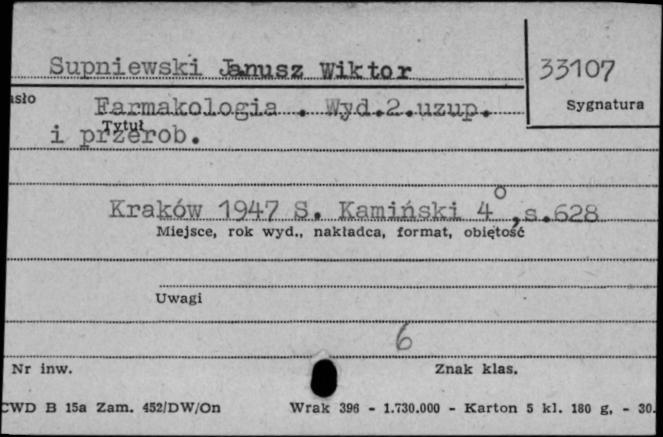 Supniewski Janusz Wiktor
33107
asło
Farmakologia . Wyd.2.uzup.
Sygnatura
Tytuł
i przerob.
Kraków 1947 S. Kamiński 4°,s.628
Miejsce, rok wyd., nakładca, format, objętość
Uwagi
6
Nr inw.
Znak klas.
CWD B 15a Zam. 452/DW/On
Wrak 396 - 1.730.000 - Karton 5 kl. 180 g. - 30.